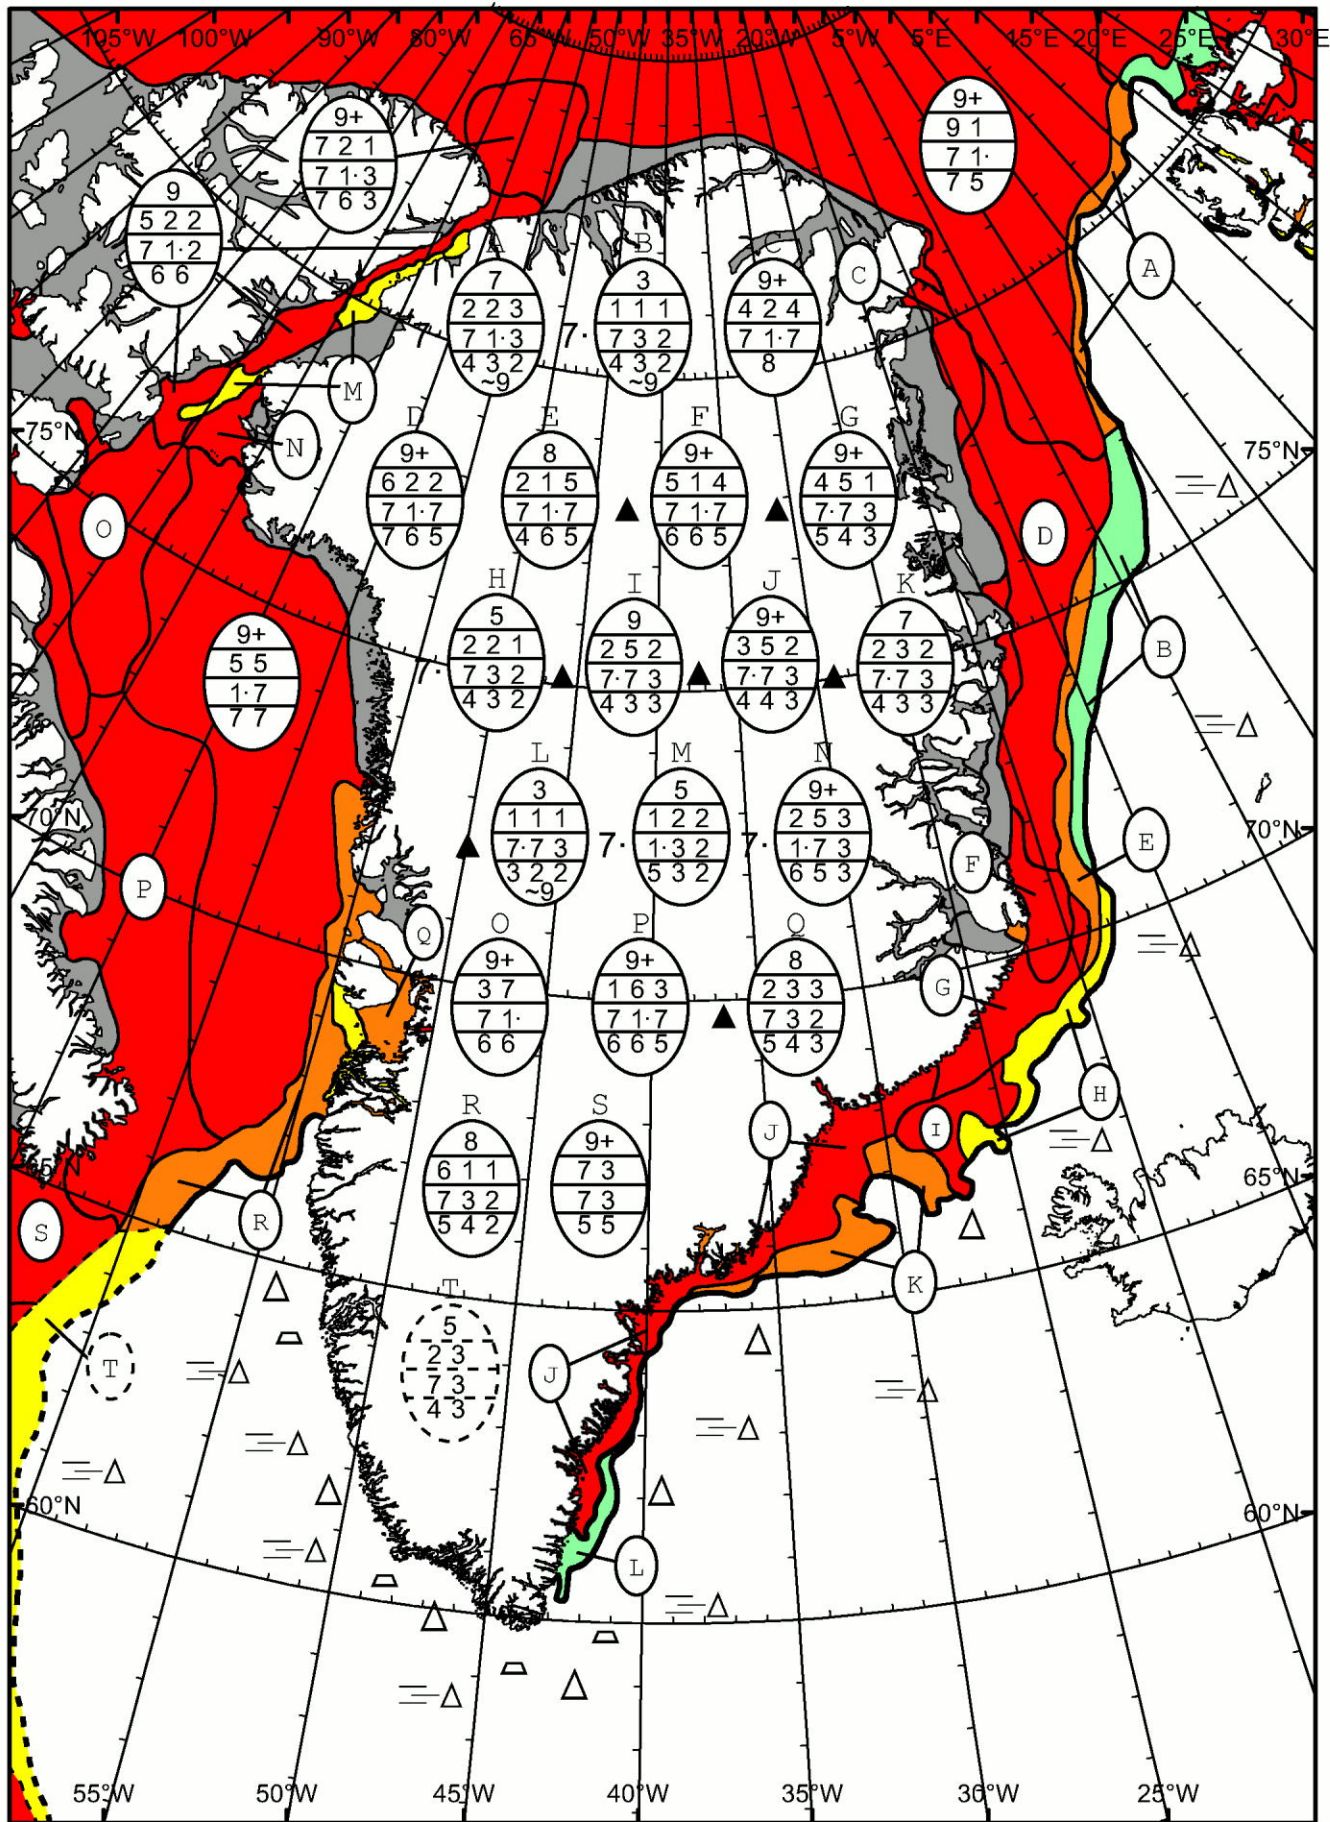 105°W 100°W 90°W 80°W 65°W 50°W 35°W 20°W 5°W 5°E 15°E 20°E 25°E 30°E
9+
7 2 1
7 1· 3
7 6 3
9+
9 1
7 1·
7 5
9
5 2 2
7 1· 2
6 6
A
7
2 2 3
7 1· 3
4 3 2
~9
B
3
1 1 1
7· 7 3 2
4 3 2
~9
C
9+
4 2 4
7 1· 7
8
C
A
M
N
O
75°N
75°N
D
9+
6 2 2
7 1· 7
7 6 5
E
8
2 1 5
7 1· 7
4 6 5
F
9+
5 1 4
7 1· 7
6 6 5
G
9+
4 5 1
7· 7 3
5 4 3
D
B
9+
5 5
1· 7
7 7
H
5
2 2 1
7· 7 3 2
4 3 2
I
9
2 5 2
7· 7 3
4 3 3
J
9+
3 5 2
7· 7 3
4 4 3
K
7
2 3 2
7· 7 3
4 3 3
70°N
70°N
P
Q
L
3
1 1 1
7· 7 3
3 2 2
~9
M
5
1 2 2
7· 1· 3 2
5 3 2
N
9+
2 5 3
7· 1· 7 3
6 5 3
F
E
G
O
9+
3 7
7 1·
6 6
P
9+
1 6 3
7 1· 7
6 6 5
Q
8
2 3 3
7 3 2
5 4 3
H
I
J
K
65°N
65°N
S
R
R
8
6 1 1
7 3 2
5 4 2
S
9+
7 3
7 3
5 5
T
5
2 3
7 3
4 3
T
J
L
60°N
60°N
55°W 50°W 45°W 40°W 35°W 30°W 25°W